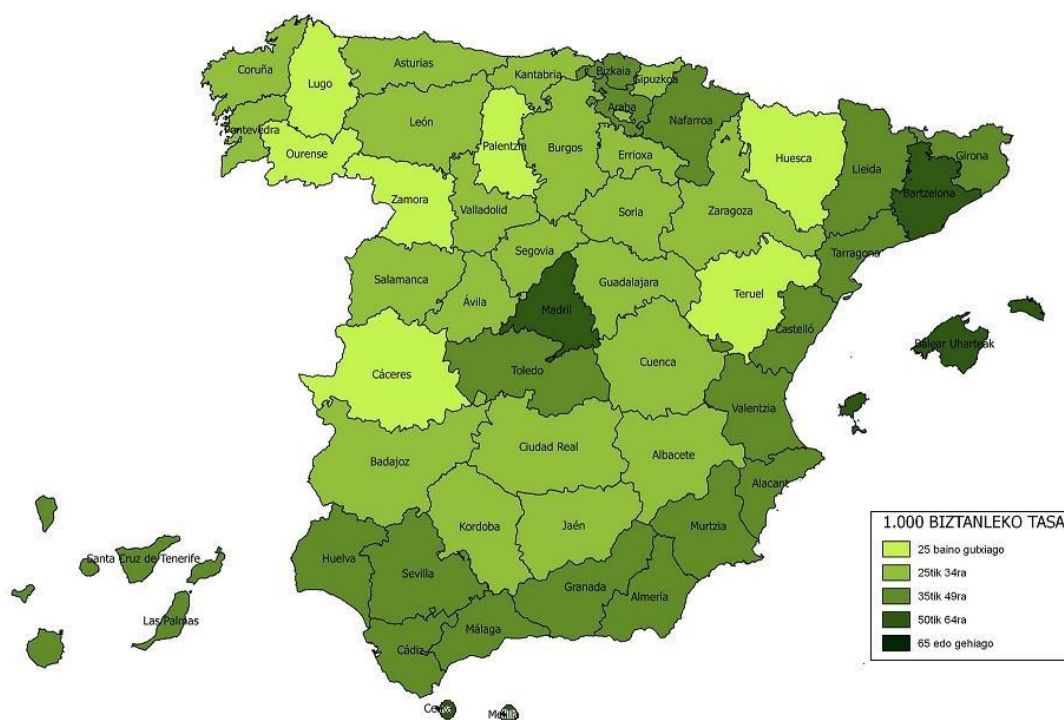 Coruña
Lugo
Asturias
Kantabria
Bizkaia
Gipuzkoa
Araba
Nafarroa
Pontevedra
Ourense
León
Palentzia
Burgos
Errioxa
Huesca
Lleida
Girona
Bartzelona
Zamora
Valladolid
Soria
Zaragoza
Tarragona
Segovia
Salamanca
Ávila
Madril
Guadalajara
Teruel
Castelló
Balear Uharteak
Cáceres
Toledo
Cuenca
Valentzia
Badajoz
Ciudad Real
Albacete
Alacant
Kordoba
Jaén
Murtzia
Huelva
Sevilla
Granada
Almería
Málaga
Cádiz
Ceuta
Melilla
Santa Cruz de Tenerife
Las Palmas
1.000 BIZTANLEKO TASA
25 baino gutxiago
25tik 34ra
35tik 49ra
50tik 64ra
65 edo gehiago